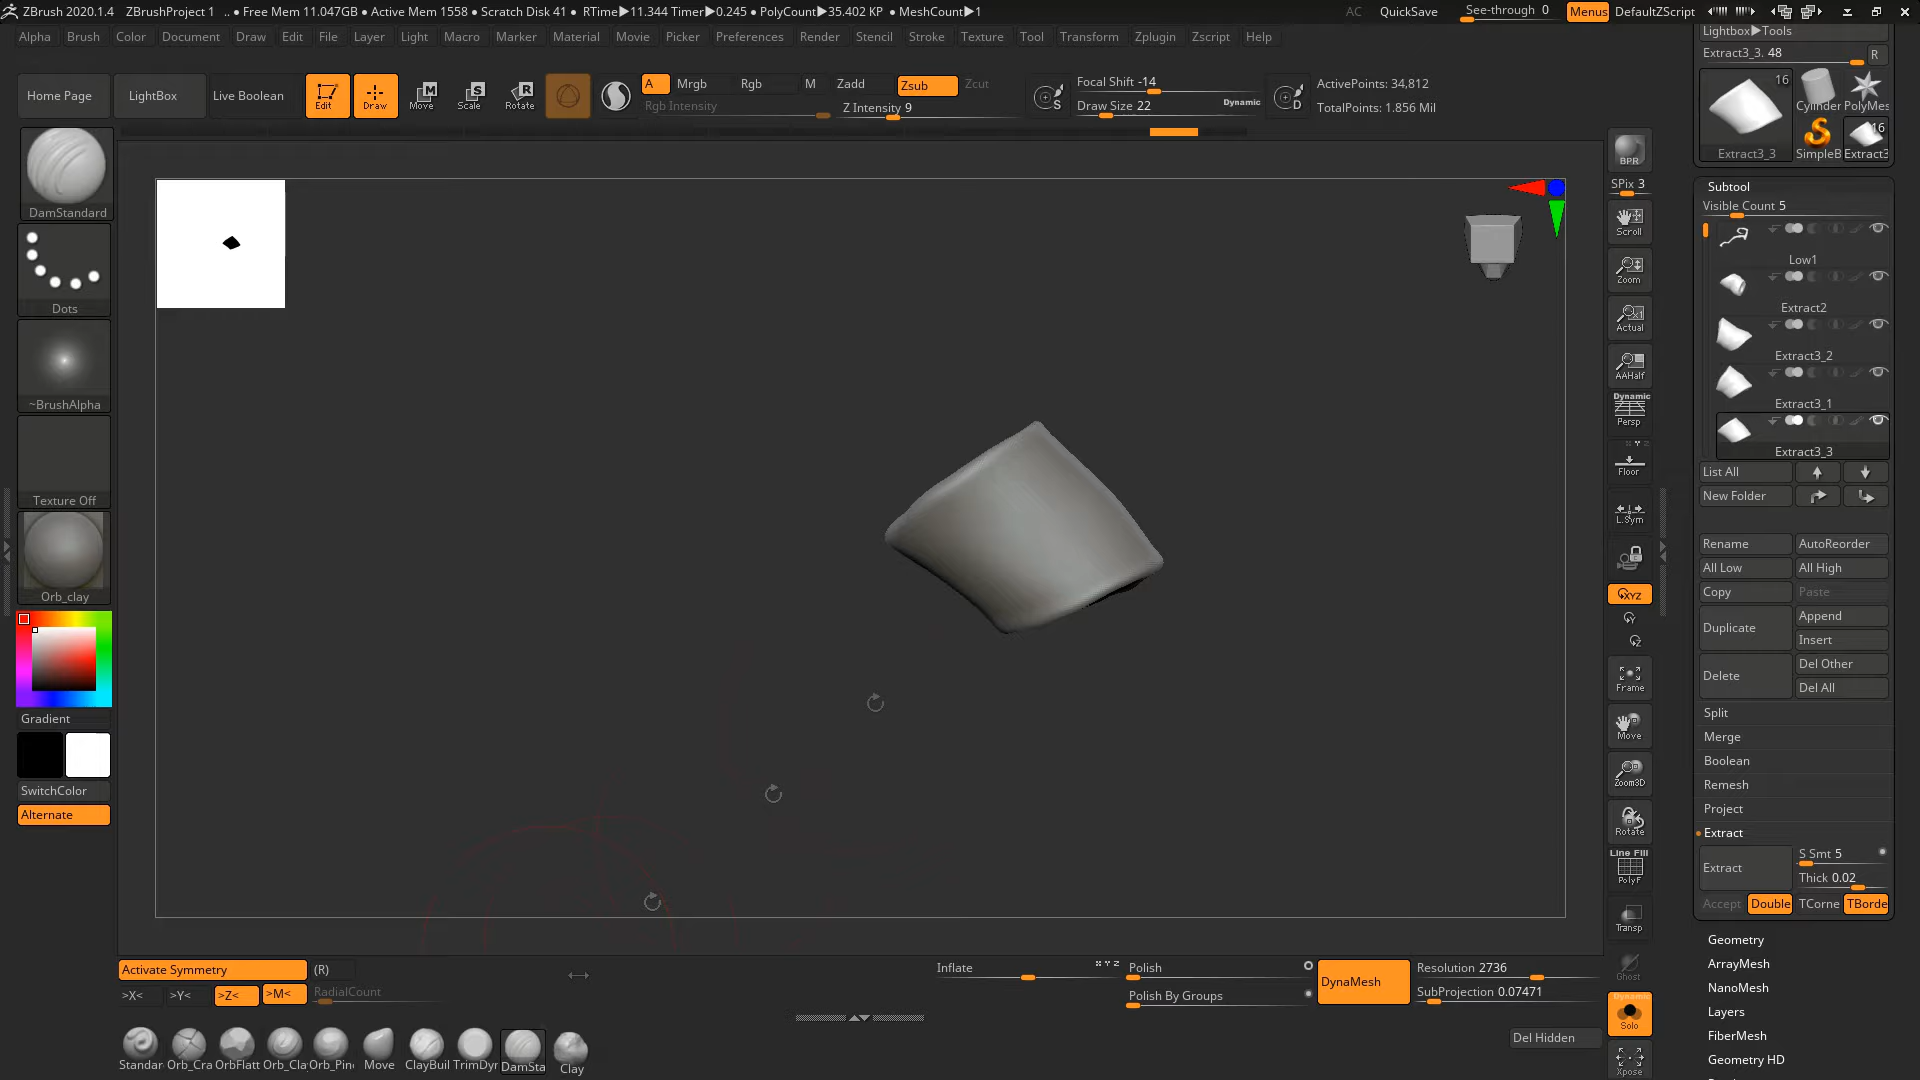 ZBrush 2020.1.4 ZBrushProject 1 .. ● Free Mem 11.047GB ● Active Mem 1558 ● Scratch Disk 41 ● RTime▶11.344 Timer▶0.245 ● PolyCount▶35.402 KP ● MeshCount▶1 AC QuickSave See-through 0 Menus DefaultZScript
Alpha Brush Color Document Draw Edit File Layer Light Macro Marker Material Movie Picker Preferences Render Stencil Stroke Texture Tool Transform Zplugin Zscript Help
Home Page LightBox Live Boolean Edit Draw Move Scale Rotate
A Mrgb Rgb M Zadd Zsub Zcut
Rgb Intensity Z Intensity 9
Focal Shift -14
Draw Size 22 Dynamic
ActivePoints: 34,812
TotalPoints: 1.856 Mil
DamStandard
Dots
~BrushAlpha
Texture Off
Orb_clay
Gradient
SwitchColor
Alternate
BPR
SPix 3
Scroll
Zoom
Actual
AAHalf
Dynamic
Persp
Floor
L.Sym
XYZ
Y
Z
Frame
Move
Zoom3D
Rotate
Line Fill
PolyF
Transp
Ghost
Dynamic
Solo
Xpose
Lightbox▶Tools
Extract3_3. 48 R
16
Cylinder PolyMes
16
Extract3_3 SimpleB Extract3
Subtool
Visible Count 5
Low1
Extract2
Extract3_2
Extract3_1
Extract3_3
List All
New Folder
Rename AutoReorder
All Low All High
Copy Paste
Duplicate Append
Insert
Delete Del Other
Del All
Split
Merge
Boolean
Remesh
Project
Extract
Extract S Smt 5
Thick 0.02
Accept Double TCorne TBorde
Geometry
ArrayMesh
NanoMesh
Layers
FiberMesh
Geometry HD
Activate Symmetry (R)
>X< >Y< >Z< >M< RadialCount
Inflate X Y Z Polish
Polish By Groups
DynaMesh
Resolution 2736
SubProjection 0.07471
Del Hidden
Standar Orb_Cra OrbFlatt Orb_Cla Orb_Pin Move ClayBuil TrimDyr DamSta Clay